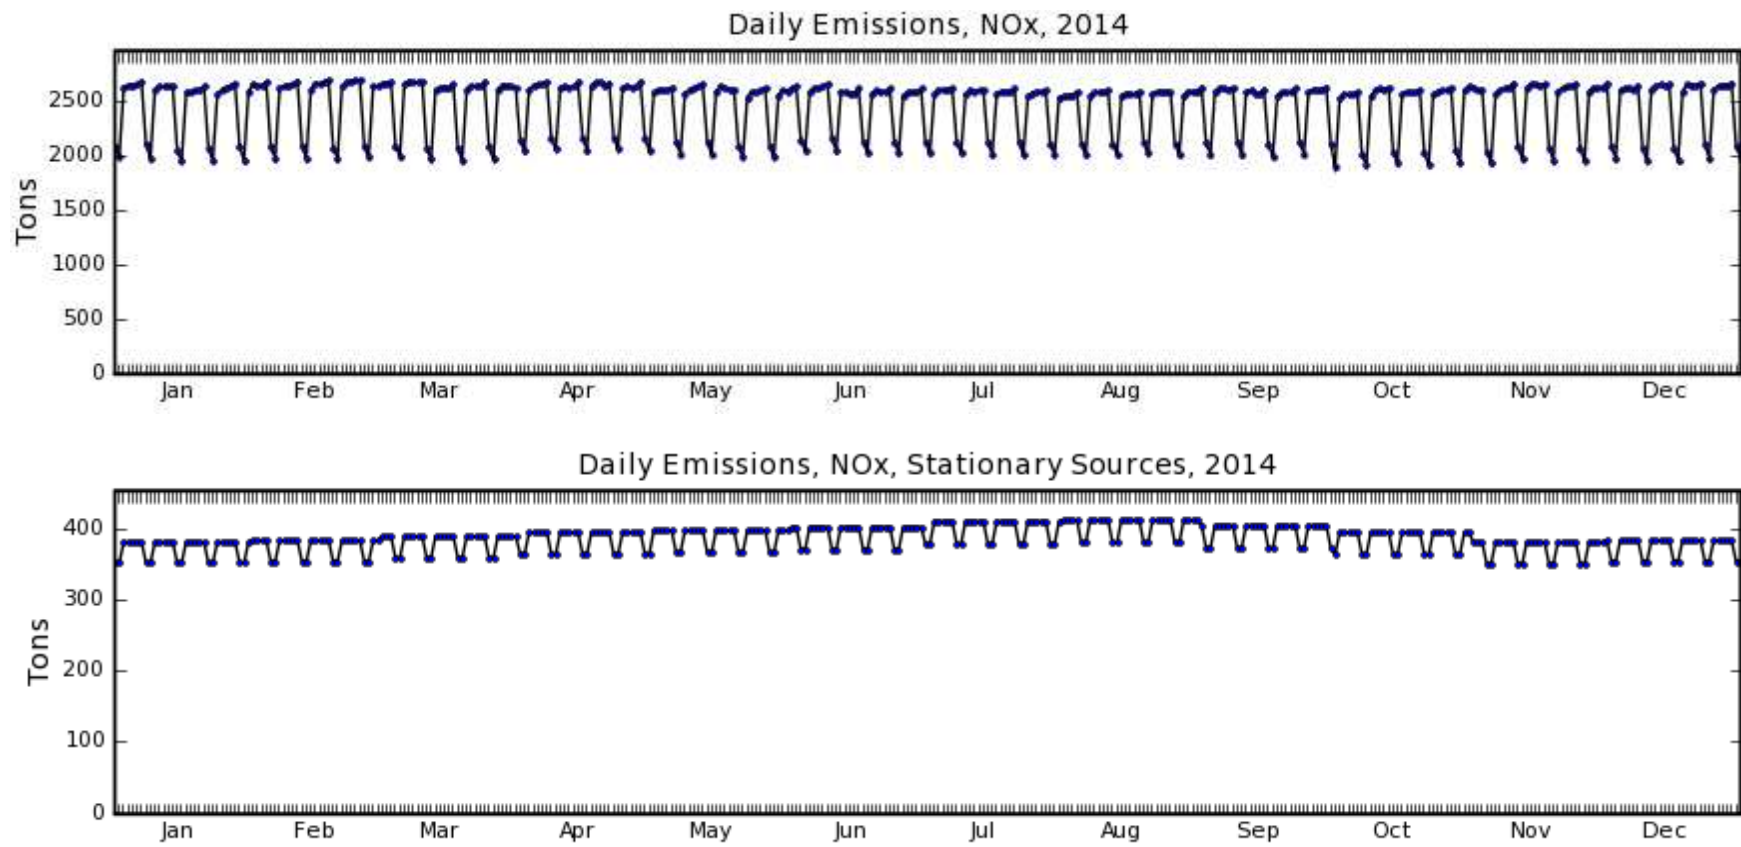 Daily Emissions, NOx, 2014
2500
2000
1500
1000
500
0
Tons
Jan Feb Mar Apr May Jun Jul Aug Sep Oct Nov Dec
Daily Emissions, NOx, Stationary Sources, 2014
400
300
200
100
0
Tons
Jan Feb Mar Apr May Jun Jul Aug Sep Oct Nov Dec